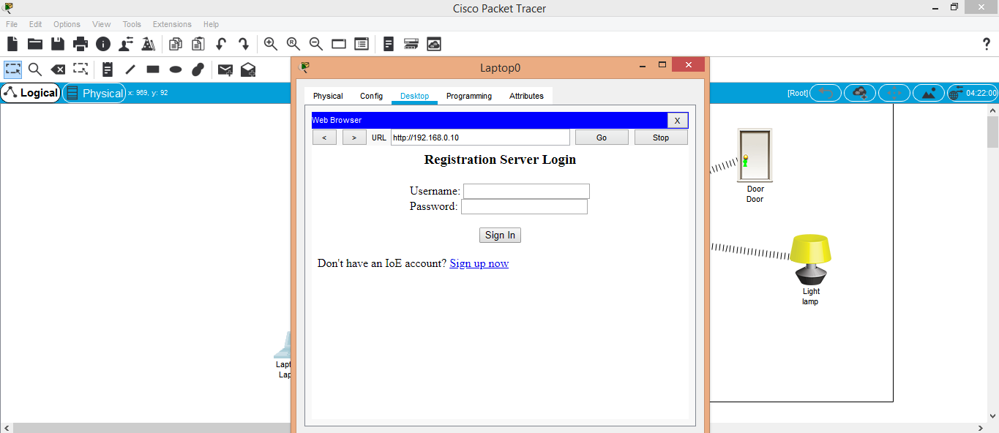 Cisco Packet Tracer
File Edit Options View Tools Extensions Help
Logical Physical x: 969, y: 92 [Root] 04:22:00
Laptop0
Physical Config Desktop Programming Attributes
Web Browser X
< > URL http://192.168.0.10 Go Stop
Registration Server Login
Username:
Password:
Sign In
Don't have an IoE account? Sign up now
Door
Door
Light
lamp
Lap